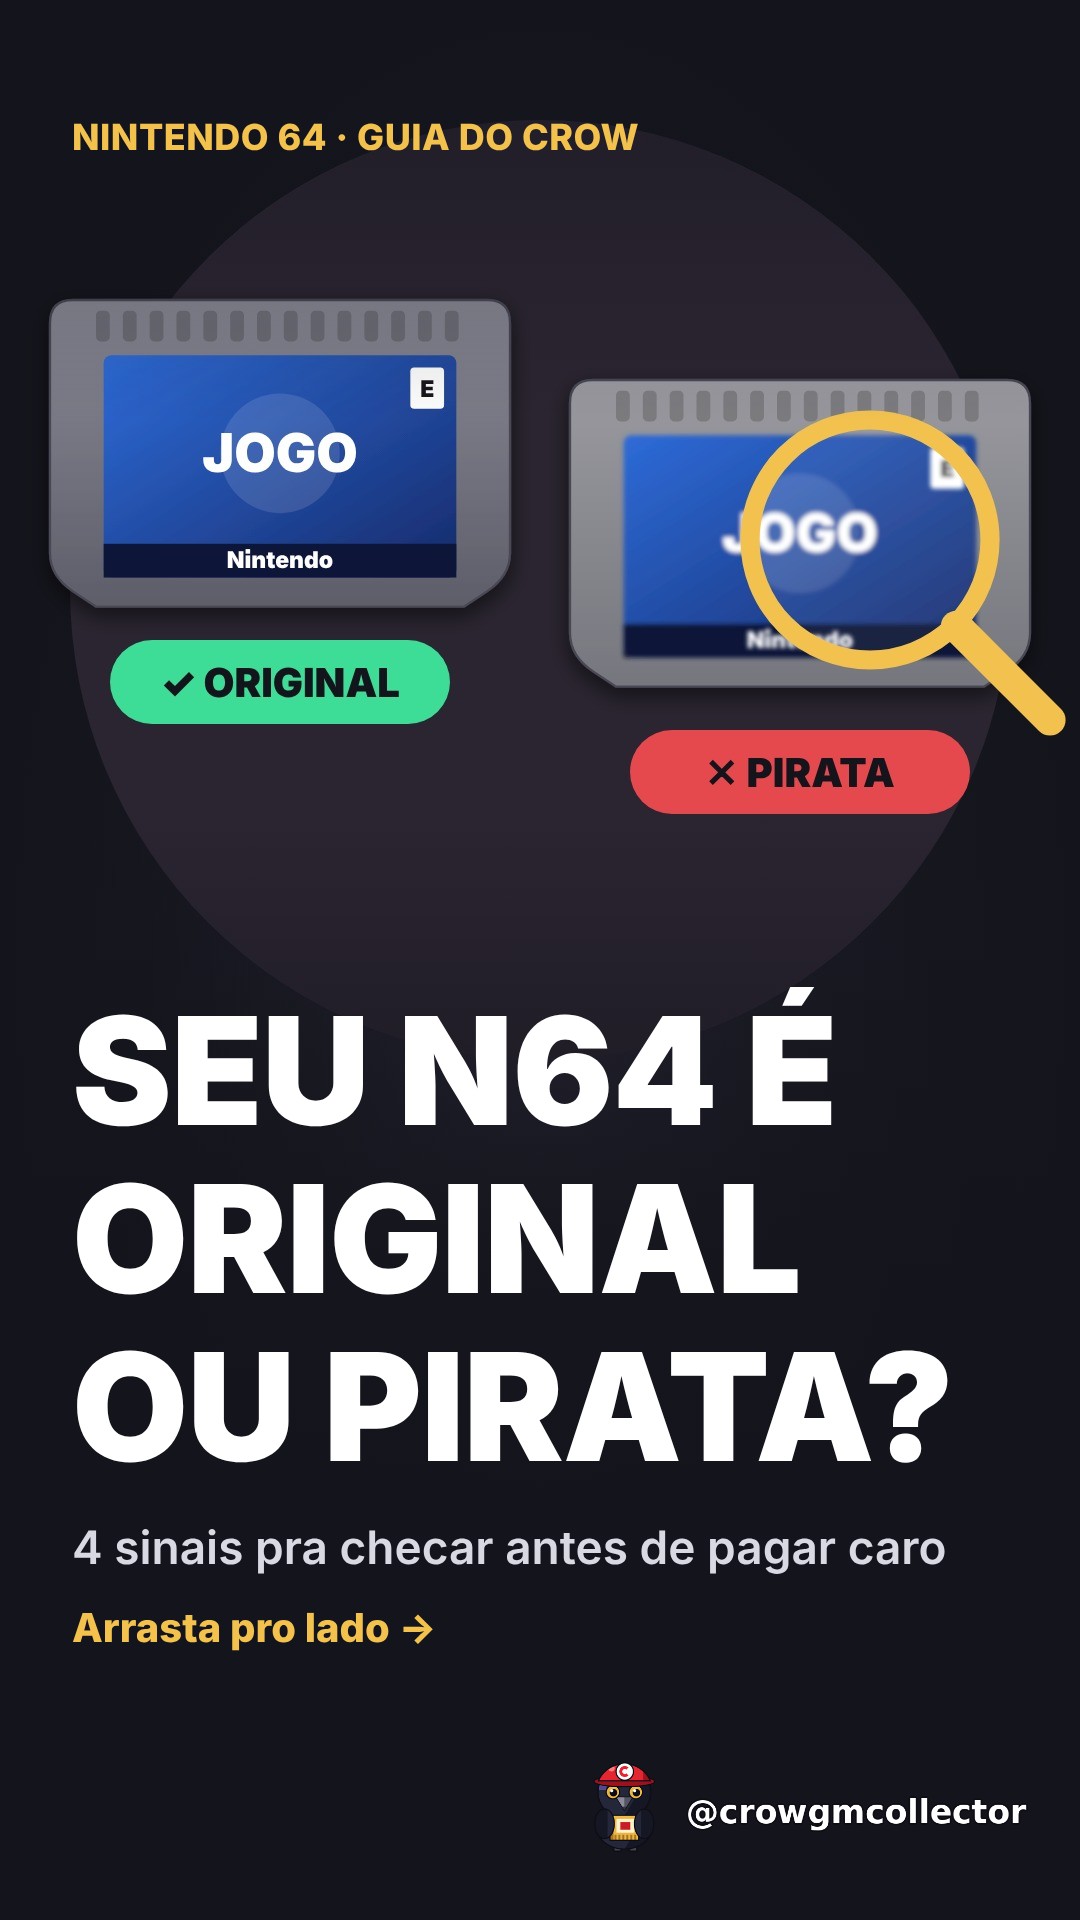 NINTENDO 64 · GUIA DO CROW
E
JOGO
Nintendo
✓ ORIGINAL
E
JOGO
Nintendo
✕ PIRATA
SEU N64 É
ORIGINAL
OU PIRATA?
4 sinais pra checar antes de pagar caro
Arrasta pro lado →
C
@crowgmcollector